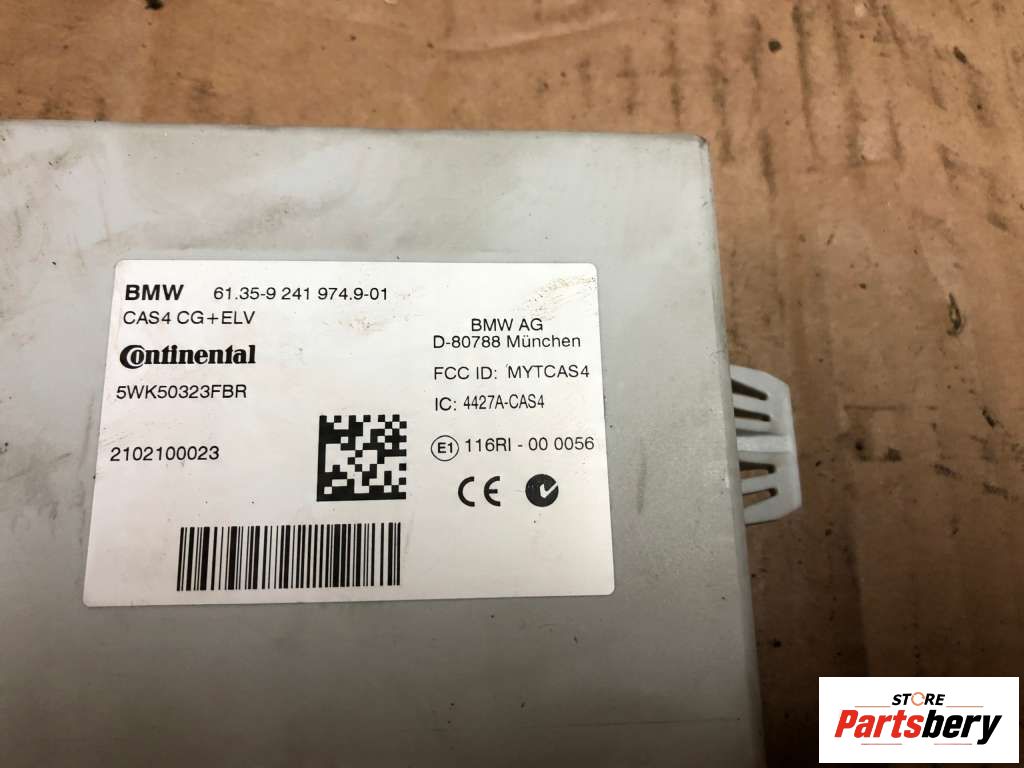 BMW 61.35-9 241 974.9-01
CAS4 CG+ELV
Continental
5WK50323FBR
2102100023
BMW AG
D-80788 München
FCC ID: MYTCAS4
IC: 4427A-CAS4
E1 116RI - 00 0056
CE
STORE
Partsbery